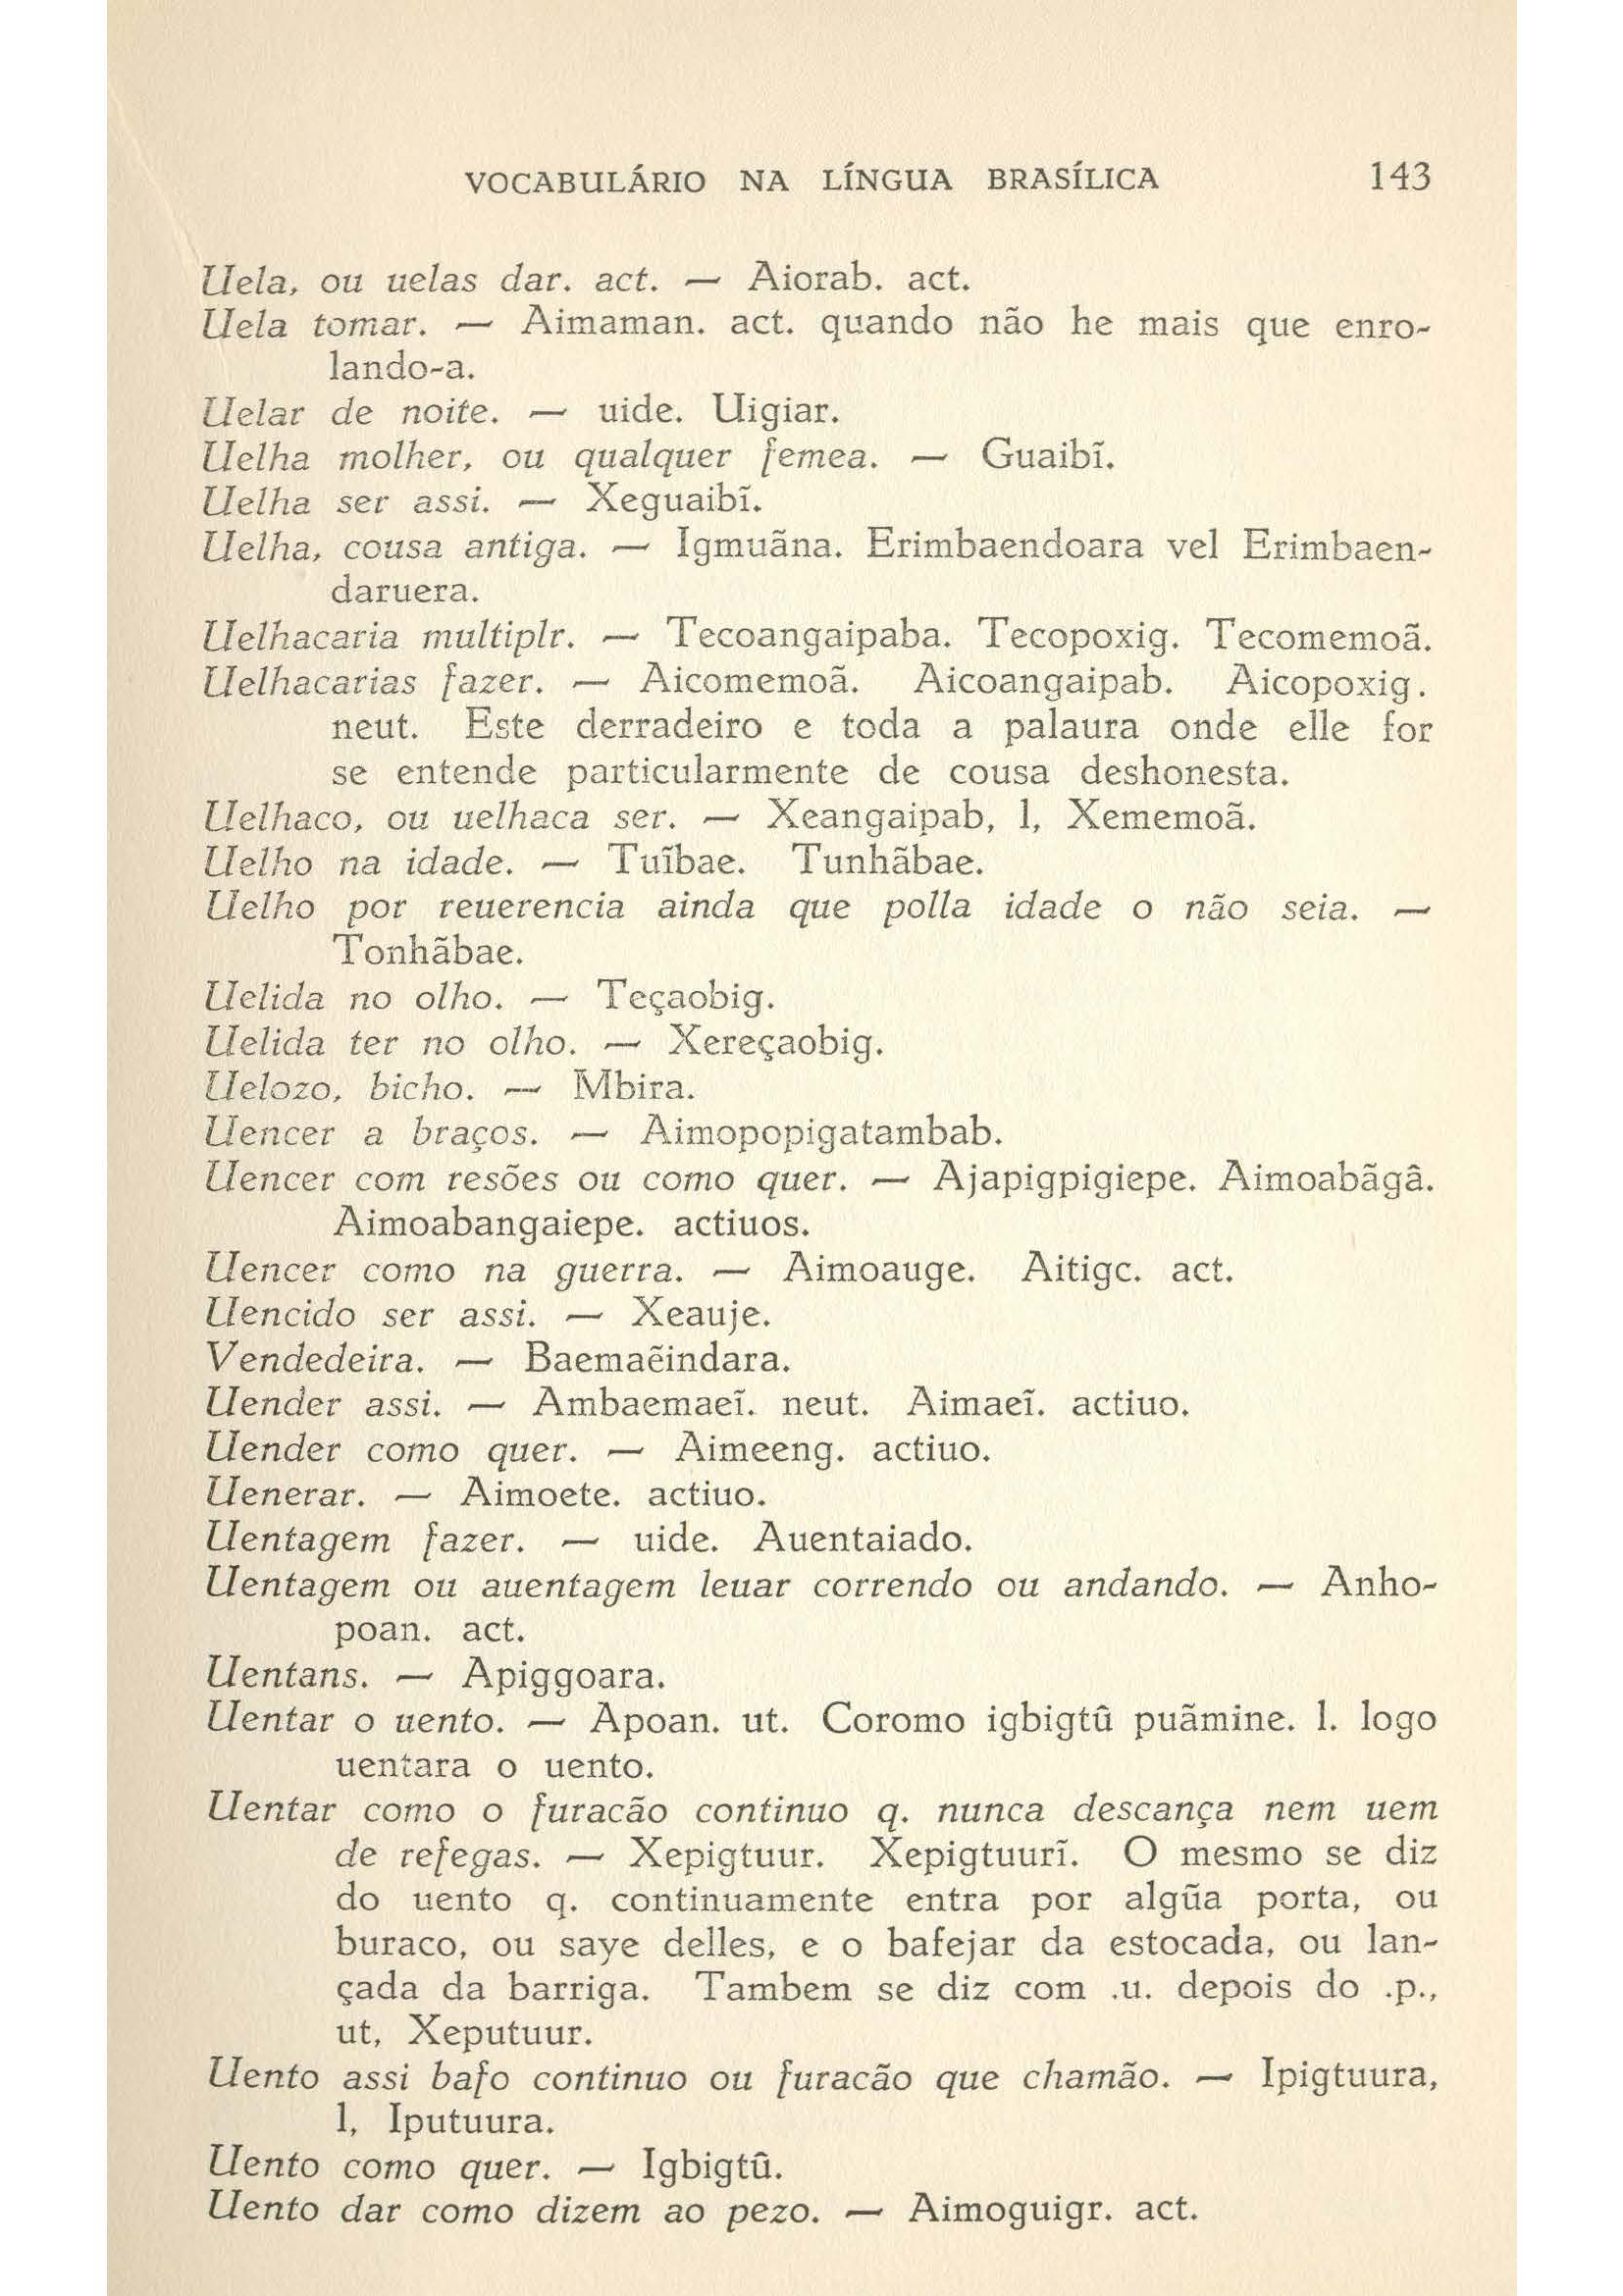 VOCABULÁRIO NA LÍNGUA BRASÍLICA 143
Uela, ou uelas dar. act. — Aiorab. act.
Uela tomar. — Aimaman. act. quando não he mais que enro-
lando-a.
Uelar de noite. — uide. Uigiar.
Uelha molher, ou qualquer femea. — Guaibĩ.
Uelha ser assi. — Xeguaibĩ.
Uelha, cousa antiga. — Igmuãna. Erimbaendoara vel Erimbaen-
daruera.
Uelhacaria multiplr. — Tecoangaipaba. Tecopoxig. Tecomemoã.
Uelhacarias fazer. — Aicomemoã. Aicoangaipab. Aicopoxig.
neut. Este derradeiro e toda a palaura onde elle for
se entende particularmente de cousa deshonesta.
Uelhaco, ou uelhaca ser. — Xeangaipab, l, Xememoã.
Uelho na idade. — Tuĩbae. Tunhãbae.
Uelho por reuerencia ainda que polla idade o não seia. —
Tonhãbae.
Uelida no olho. — Teçaobig.
Uelida ter no olho. — Xereçaobig.
Uelozo, bicho. — Mbira.
Uencer a braços. — Aimopopigatambab.
Uencer com resões ou como quer. — Ajapigpigiepe. Aimoabãgâ.
Aimoabangaiepe. actiuos.
Uencer como na guerra. — Aimoauge. Aitigc. act.
Uencido ser assi. — Xeauje.
Vendedeira. — Baemaẽindara.
Uender assi. — Ambaemaeĩ. neut. Aimaeĩ. actiuo.
Uender como quer. — Aimeeng. actiuo.
Uenerar. — Aimoete. actiuo.
Uentagem fazer. — uide. Auentaiado.
Uentagem ou auentagem leuar correndo ou andando. — Anho-
poan. act.
Uentans. — Apiggoara.
Uentar o uento. — Apoan. ut. Coromo igbigtû puãmine. l. logo
uentara o uento.
Uentar como o furacão continuo q. nunca descança nem uem
de refegas. — Xepigtuur. Xepigtuurĩ. O mesmo se diz
do uento q. continuamente entra por algũa porta, ou
buraco, ou saye delles, e o bafejar da estocada, ou lan-
çada da barriga. Tambem se diz com .u. depois do .p.,
ut, Xeputuur.
Uento assi bafo continuo ou furacão que chamão. — Ipigtuura,
l, Iputuura.
Uento como quer. — Igbigtû.
Uento dar como dizem ao pezo. — Aimoguigr. act.